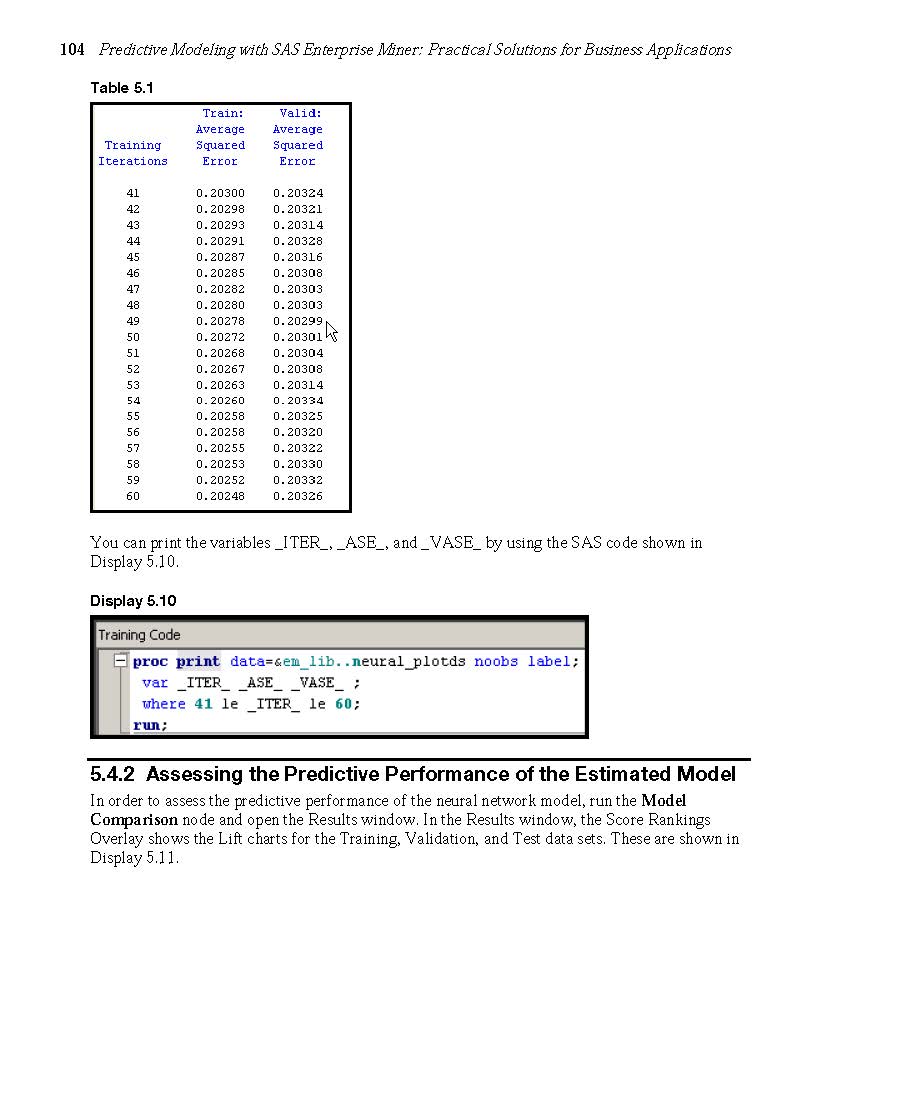 104 Predictive Modeling with SAS Enterprise Miner: Practical Solutions for Business Applications
Table 5.1
Train: Valid:
Average Average
Training Squared Squared
Iterations Error Error
41 0.20300 0.20324
42 0.20298 0.20321
43 0.20293 0.20314
44 0.20291 0.20328
45 0.20287 0.20316
46 0.20285 0.20308
47 0.20282 0.20303
48 0.20280 0.20303
49 0.20278 0.20299
50 0.20272 0.20301
51 0.20268 0.20304
52 0.20267 0.20308
53 0.20263 0.20314
54 0.20260 0.20334
55 0.20258 0.20325
56 0.20258 0.20320
57 0.20255 0.20322
58 0.20253 0.20330
59 0.20252 0.20332
60 0.20248 0.20326
You can print the variables _ITER_, _ASE_, and _VASE_ by using the SAS code shown in
Display 5.10.
Display 5.10
Training Code
proc print data=&em_lib..neural_plotds noobs label;
var _ITER_ _ASE_ _VASE_ ;
where 41 le _ITER_ le 60;
run;
5.4.2 Assessing the Predictive Performance of the Estimated Model
In order to assess the predictive performance of the neural network model, run the Model
Comparison node and open the Results window. In the Results window, the Score Rankings
Overlay shows the Lift charts for the Training, Validation, and Test data sets. These are shown in
Display 5.11.